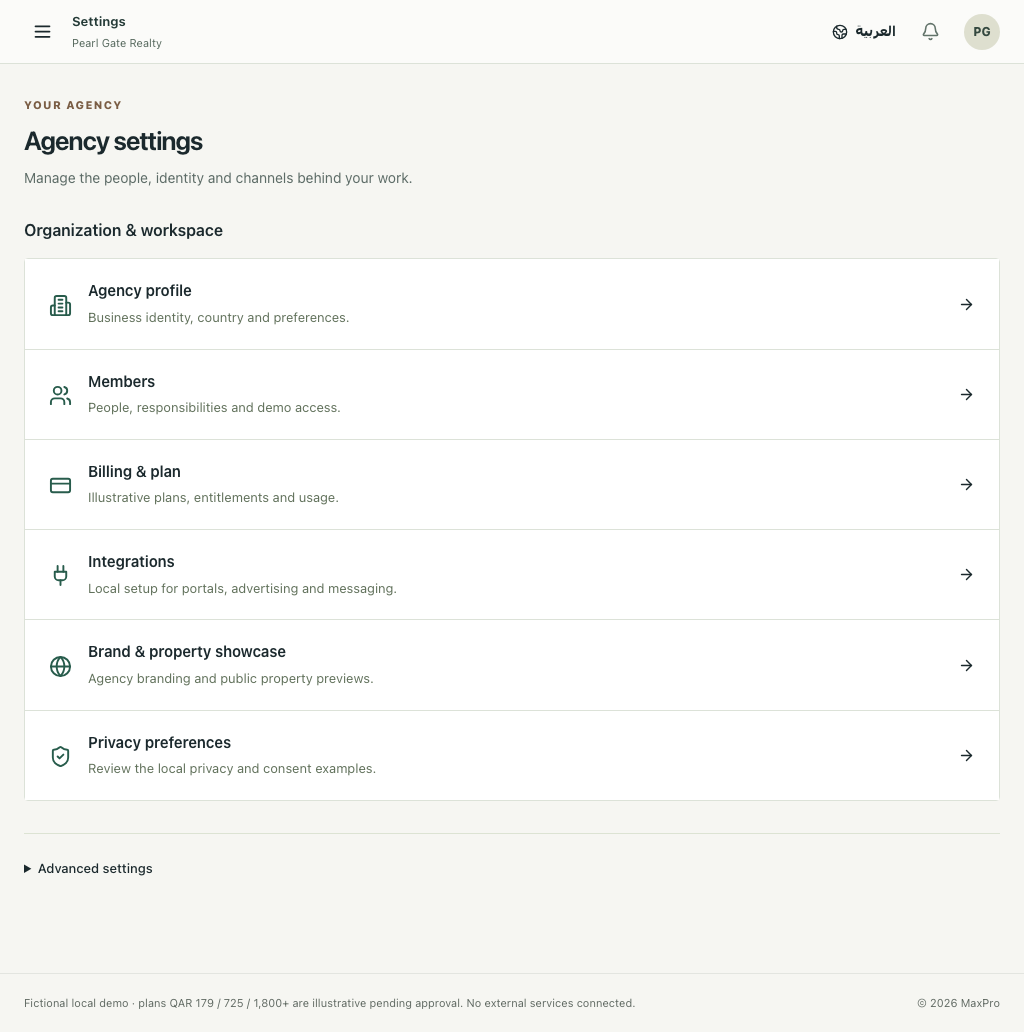 Settings
Pearl Gate Realty
العربية
PG
YOUR AGENCY
Agency settings
Manage the people, identity and channels behind your work.
Organization & workspace
Agency profile
Business identity, country and preferences.
Members
People, responsibilities and demo access.
Billing & plan
Illustrative plans, entitlements and usage.
Integrations
Local setup for portals, advertising and messaging.
Brand & property showcase
Agency branding and public property previews.
Privacy preferences
Review the local privacy and consent examples.
Advanced settings
Fictional local demo · plans QAR 179 / 725 / 1,800+ are illustrative pending approval. No external services connected.
© 2026 MaxPro